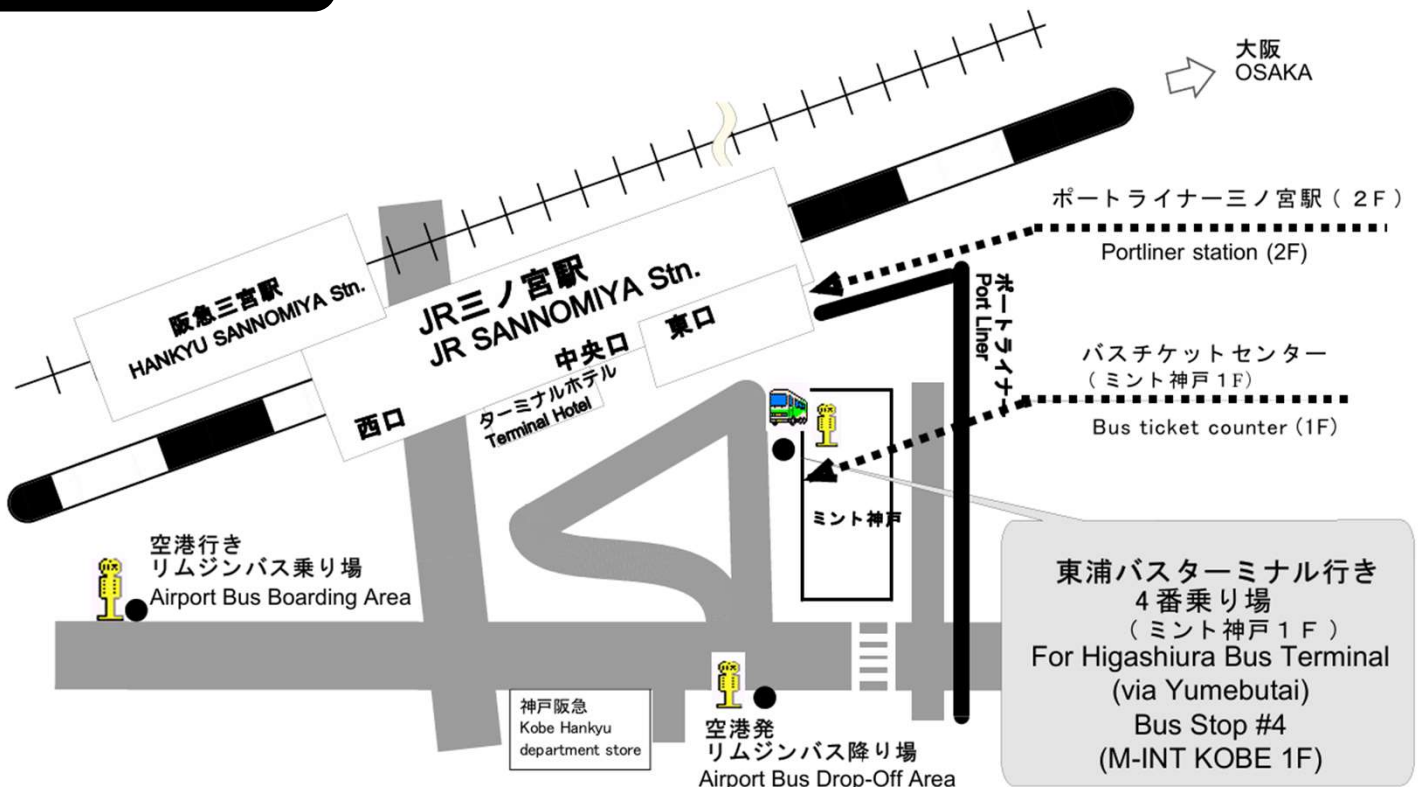 大阪
OSAKA
ポートライナー三ノ宮駅（ 2F ）
Portliner station (2F)
阪急三宮駅
HANKYU SANNOMIYA Stn.
JR三ノ宮駅
JR SANNOMIYA Stn.
中央口
東口
西口
ターミナルホテル
Terminal Hotel
ポートライナー
Port Liner
バスチケットセンター
（ミント神戸1F）
Bus ticket counter (1F)
ミント神戸
空港行き
リムジンバス乗り場
Airport Bus Boarding Area
東浦バスターミナル行き
4番乗り場
（ミント神戸1F）
For Higashiura Bus Terminal
(via Yumebutai)
Bus Stop #4
(M-INT KOBE 1F)
神戸阪急
Kobe Hankyu
department store
空港発
リムジンバス降り場
Airport Bus Drop-Off Area